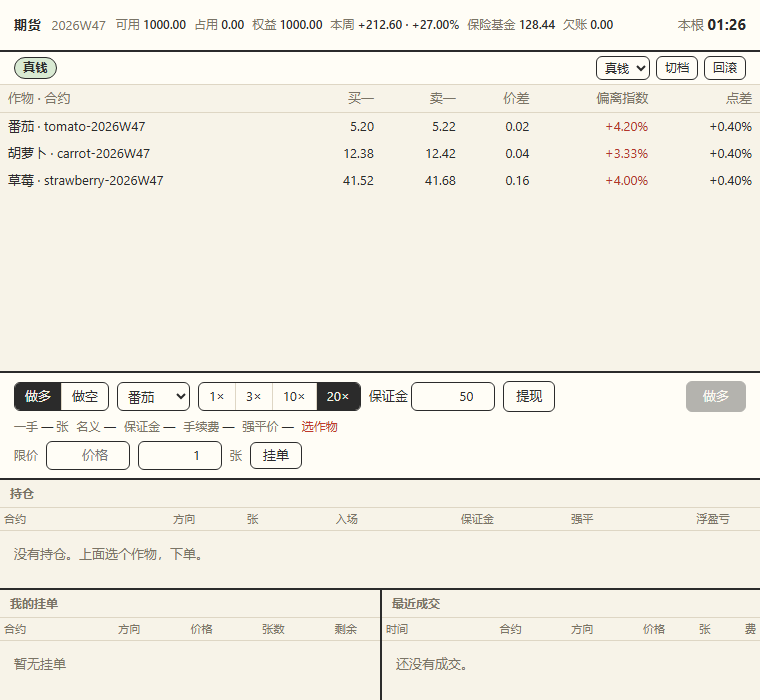 期货 2026W47 可用 1000.00 占用 0.00 权益 1000.00 本周 +212.60 · +27.00% 保险基金 128.44 欠账 0.00 本根 01:26
真钱 真钱 切档 回滚
作物 · 合约 买一 卖一 价差 偏离指数 点差
番茄 · tomato-2026W47 5.20 5.22 0.02 +4.20% +0.40%
胡萝卜 · carrot-2026W47 12.38 12.42 0.04 +3.33% +0.40%
草莓 · strawberry-2026W47 41.52 41.68 0.16 +4.00% +0.40%
做多 做空 番茄 1× 3× 10× 20× 保证金 50 提现 做多
一手 — 张 名义 — 保证金 — 手续费 — 强平价 — 选作物
限价 价格 1 张 挂单
持仓
合约 方向 张 入场 保证金 强平 浮盈亏
没有持仓。上面选个作物，下单。
我的挂单
合约 方向 价格 张数 剩余
暂无挂单
最近成交
时间 合约 方向 价格 张 费
还没有成交。